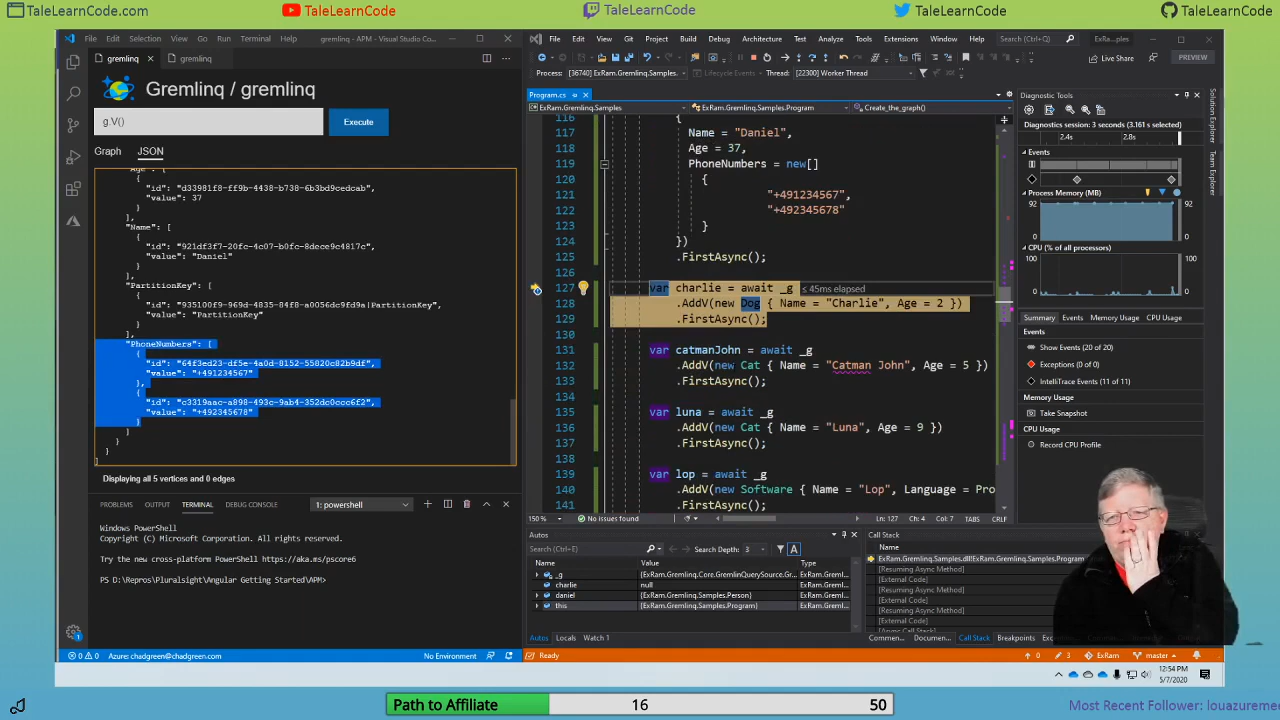 TaleLearnCode.com
TaleLearnCode
TaleLearnCode
TaleLearnCode
TaleLearnCode
File Edit Selection View Go Run Terminal Help gremlinq - APM - Visual Studio Co...
gremlinq
gremlinq
Gremlinq / gremlinq
g.V()
Execute
Graph
JSON
"Age": [
{
"id": "d33981f8-ff9b-4438-b738-6b3bd9cedcab",
"value": 37
}
],
"Name": [
{
"id": "921df3f7-20fc-4c07-b0fc-8dece9c4817c",
"value": "Daniel"
}
],
"PartitionKey": [
{
"id": "935100f9-969d-4835-84f8-a0056dc9fd9a|PartitionKey",
"value": "PartitionKey"
}
],
"PhoneNumbers": [
{
"id": "64f3ed23-df5e-4a0d-8152-55820c82b9df",
"value": "+491234567"
},
{
"id": "c3319aac-a898-493c-9ab4-352dc0ccc6f2",
"value": "+492345678"
}
]
}
}
]
Displaying all 5 vertices and 0 edges
PROBLEMS OUTPUT TERMINAL DEBUG CONSOLE 1: powershell
Windows PowerShell
Copyright (C) Microsoft Corporation. All rights reserved.
Try the new cross-platform PowerShell https://aka.ms/pscore6
PS D:\Repros\Pluralsight\Angular Getting Started\APM>
0 0 Azure: chadgreen@chadgreen.com No Environment
File Edit View Git Project Build Debug Architecture Test Analyze Tools Extensions Window Help Search (Ctrl+Q) ExRa...ples
Live Share
PREVIEW
Process: [36740] ExRam.Gremlinq.Samples. Lifecycle Events Thread: [22300] Worker Thread
Program.cs
ExRam.Gremlinq.Samples ExRam.Gremlinq.Samples.Program Create_the_graph()
116 {
117 Name = "Daniel",
118 Age = 37,
119 PhoneNumbers = new[]
120 {
121 "+491234567",
122 "+492345678"
123 }
124 })
125 .FirstAsync();
126
127 var charlie = await _g ≤ 45ms elapsed
128 .AddV(new Dog { Name = "Charlie", Age = 2 })
129 .FirstAsync();
130
131 var catmanJohn = await _g
132 .AddV(new Cat { Name = "Catman John", Age = 5 })
133 .FirstAsync();
134
135 var luna = await _g
136 .AddV(new Cat { Name = "Luna", Age = 9 })
137 .FirstAsync();
138
139 var lop = await _g
140 .AddV(new Software { Name = "Lop", Language = Pro
141 .FirstAsync();
150 % No issues found Ln: 127 Ch: 4 Col: 7 TABS CRLF
Autos
Search (Ctrl+E) Search Depth: 3
Name Value Type
_g {ExRam.Gremlinq.Core.GremlinQuerySource.Gr... ExRam.Greml...
charlie null ExRam.Greml...
daniel {ExRam.Gremlinq.Samples.Person} ExRam.Greml...
this {ExRam.Gremlinq.Samples.Program} ExRam.Greml...
Autos Locals Watch 1
Call Stack
Name
ExRam.Gremlinq.Samples.dll!ExRam.Gremlinq.Samples.Program
[Resuming Async Method]
[External Code]
[Resuming Async Method]
[External Code]
[Resuming Async Method]
[External Code]
Comman... Documen... Call Stack Breakpoints
Ready
0 3 ExRam master
Diagnostic Tools
Diagnostics session: 3 seconds (3.161 s selected)
2.4s 2.8s
Events
Process Memory (MB)
92 92
0 0
CPU (% of all processors)
100 100
0 0
Summary Events Memory Usage CPU Usage
Events
Show Events (20 of 20)
Exceptions (0 of 0)
IntelliTrace Events (11 of 11)
Memory Usage
Take Snapshot
CPU Usage
Record CPU Profile
Solution Explorer
Team Explorer
12:54 PM
5/7/2020
Path to Affiliate 16 50
Most Recent Follower: louazureme